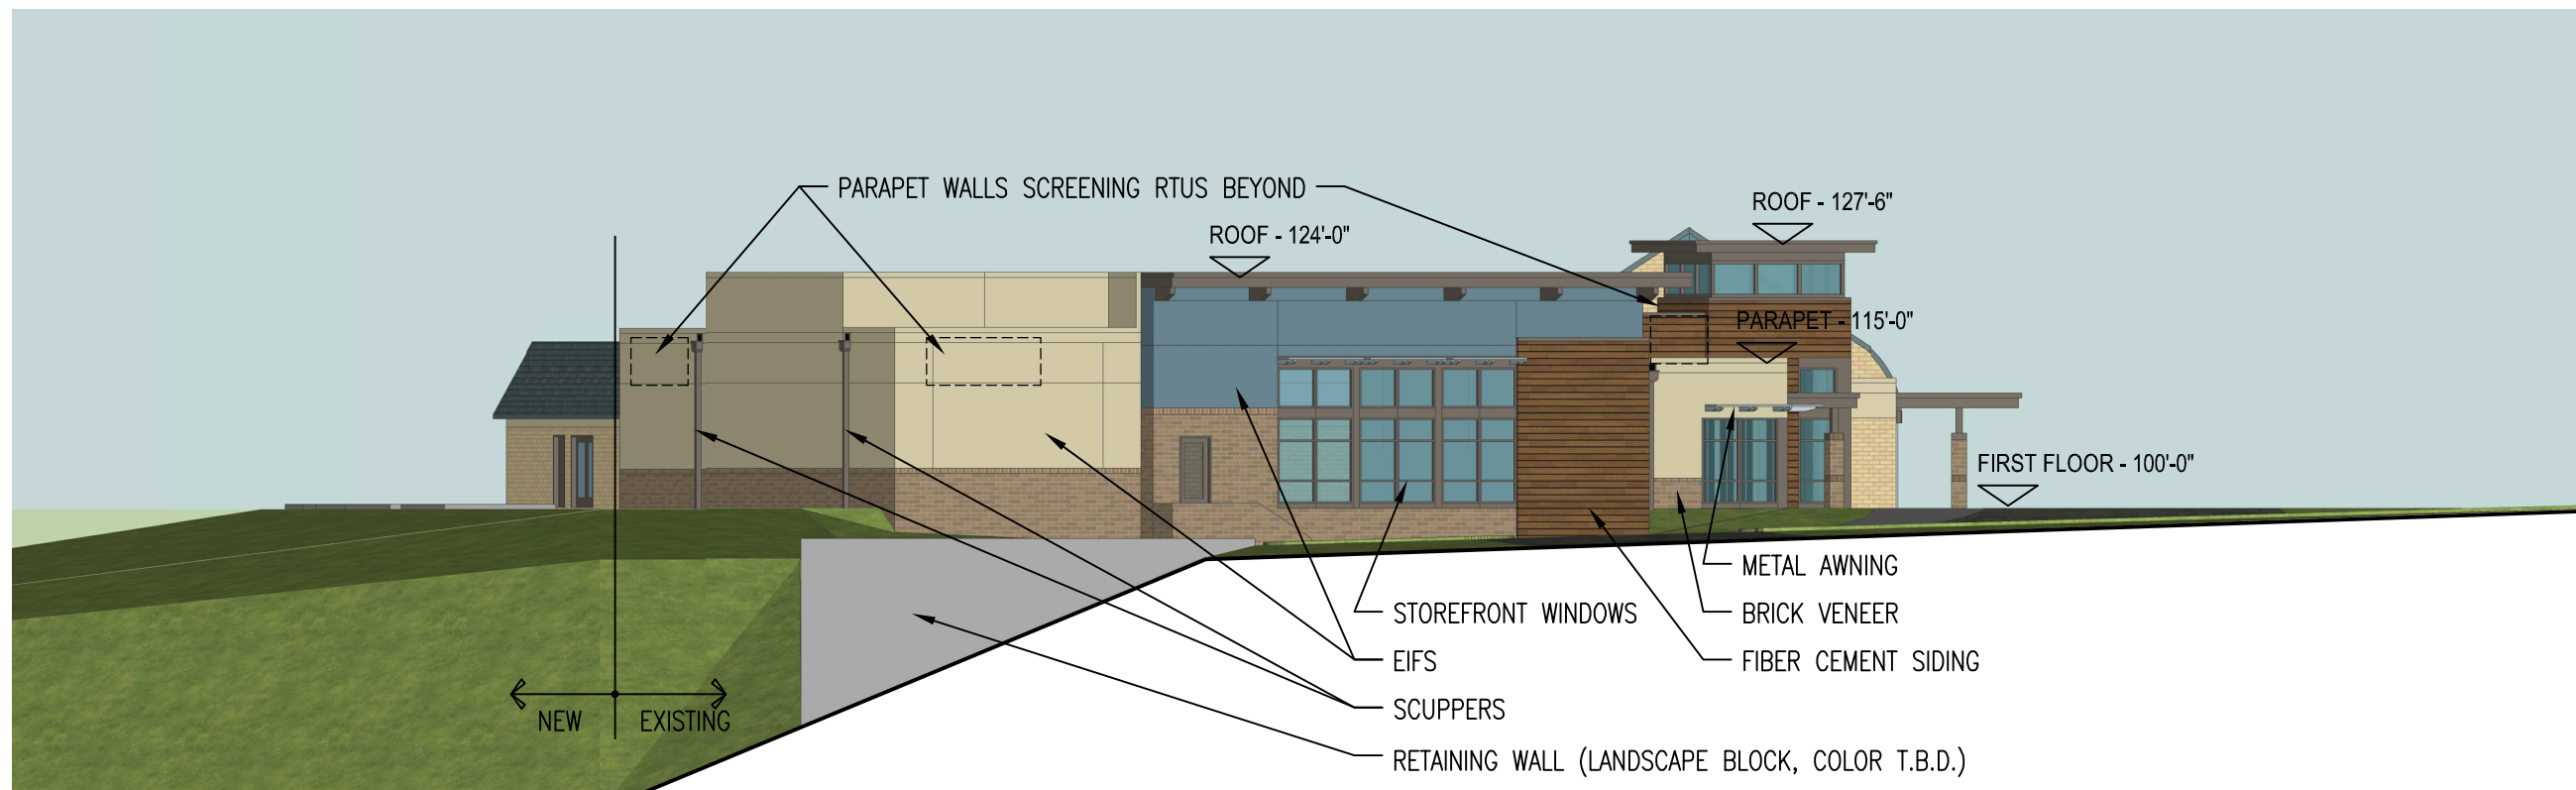 PARAPET WALLS SCREENING RTUS BEYOND
ROOF - 127'-6"
ROOF - 124'-0"
PARAPET - 115'-0"
FIRST FLOOR - 100'-0"
METAL AWNING
STOREFRONT WINDOWS
BRICK VENEER
EIFS
FIBER CEMENT SIDING
SCUPPERS
NEW
EXISTING
RETAINING WALL (LANDSCAPE BLOCK, COLOR T.B.D.)